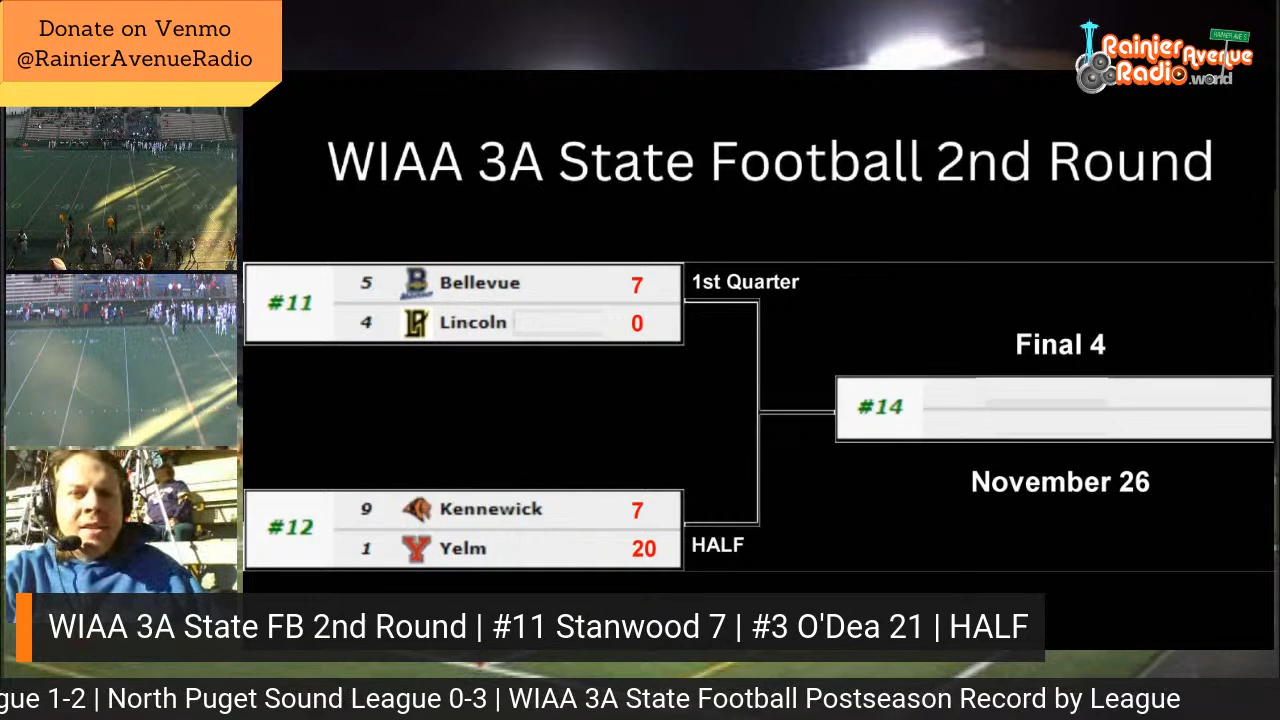 Donate on Venmo
@RainierAvenueRadio
RAINIER AVE S
Rainier Avenue
Radio.world
WIAA 3A State Football 2nd Round
#11
5 Bellevue 7
4 Lincoln 0
1st Quarter
Final 4
#14
November 26
#12
9 Kennewick 7
1 Yelm 20
HALF
WIAA 3A State FB 2nd Round | #11 Stanwood 7 | #3 O'Dea 21 | HALF
gue 1-2 | North Puget Sound League 0-3 | WIAA 3A State Football Postseason Record by League